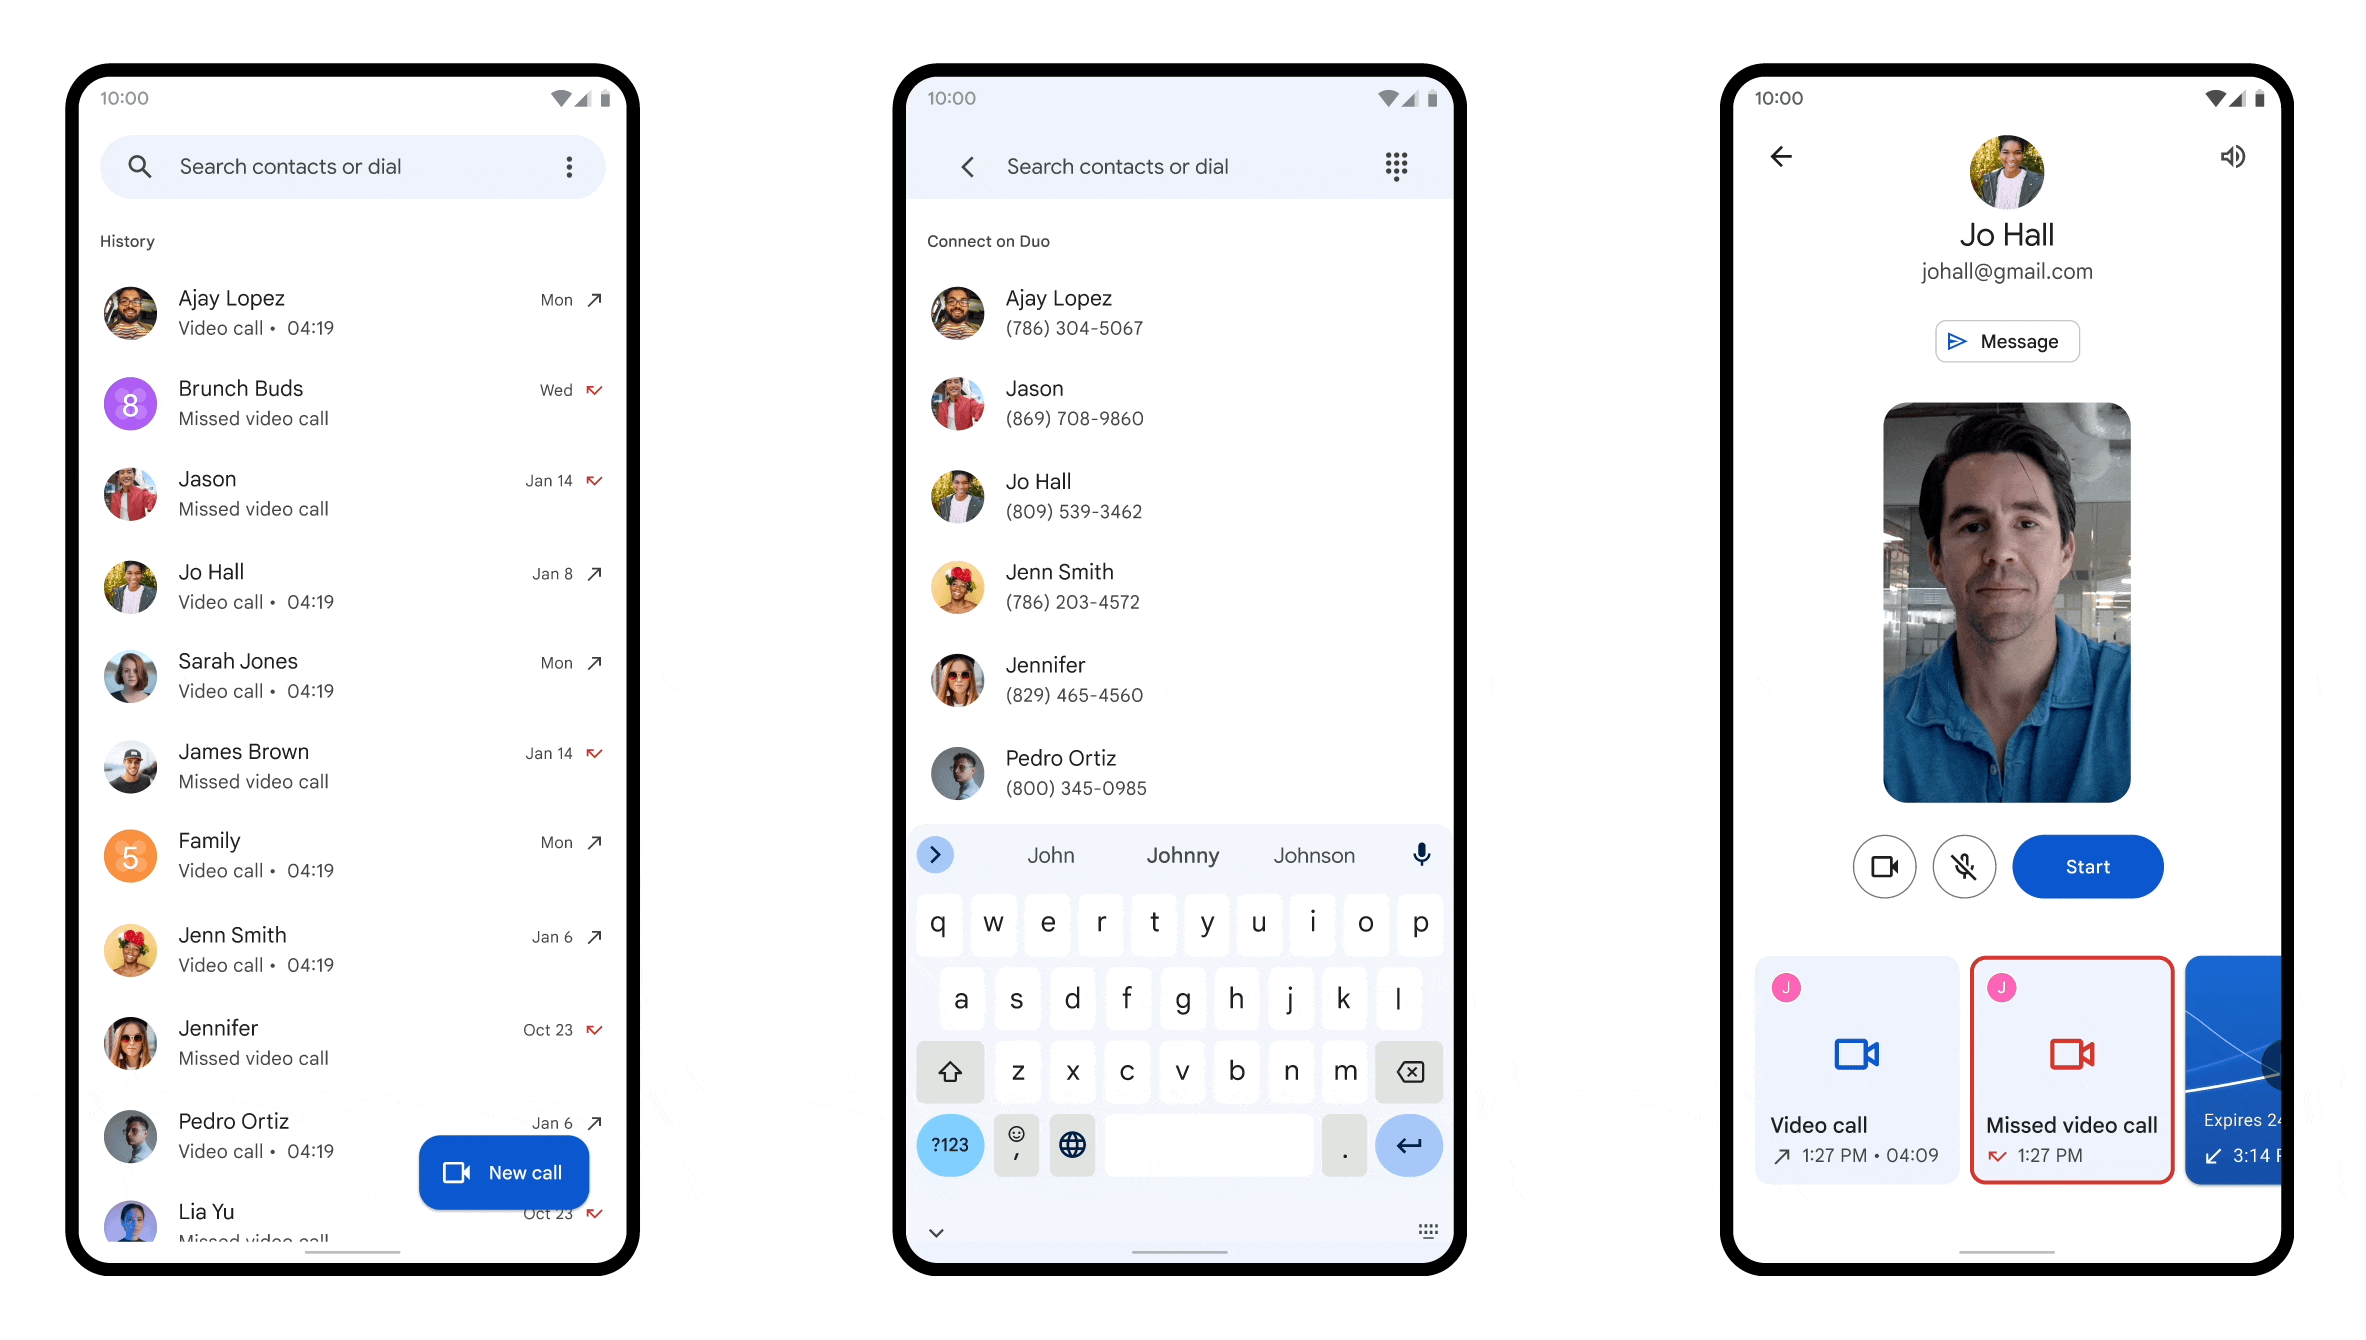 10:00
Search contacts or dial
History
Ajay Lopez
Mon
Video call • 04:19
8
Brunch Buds
Wed
Missed video call
Jason
Jan 14
Missed video call
Jo Hall
Jan 8
Video call • 04:19
Sarah Jones
Mon
Video call • 04:19
James Brown
Jan 14
Missed video call
5
Family
Mon
Video call • 04:19
Jenn Smith
Jan 6
Video call • 04:19
Jennifer
Oct 23
Missed video call
Pedro Ortiz
Jan 6
Video call • 04:19
New call
Lia Yu
Oct 23
Missed video call
10:00
Search contacts or dial
Connect on Duo
Ajay Lopez
(786) 304-5067
Jason
(869) 708-9860
Jo Hall
(809) 539-3462
Jenn Smith
(786) 203-4572
Jennifer
(829) 465-4560
Pedro Ortiz
(800) 345-0985
John Johnny Johnson
q w e r t y u i o p
a s d f g h j k l
z x c v b n m
?123 , .
10:00
Jo Hall
johall@gmail.com
Message
Start
J
Video call
1:27 PM • 04:09
J
Missed video call
1:27 PM
Expires 24
3:14 P